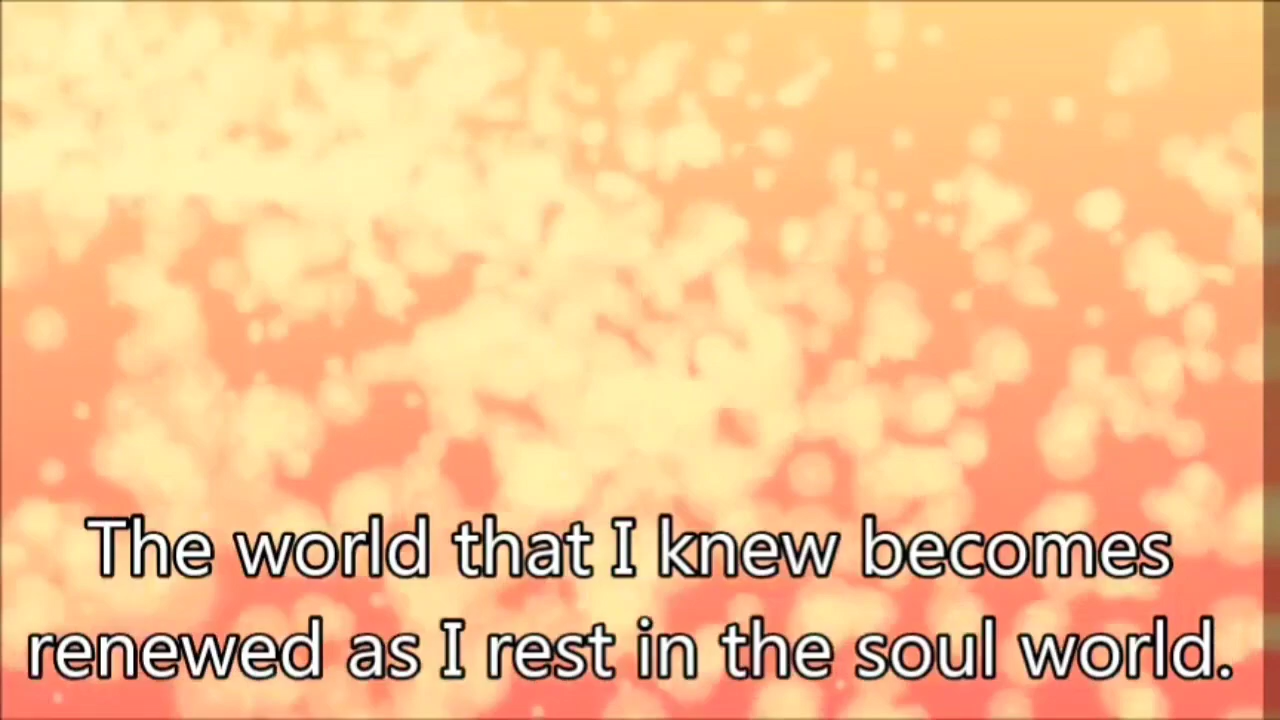 The world that I knew becomes
renewed as I rest in the soul world.